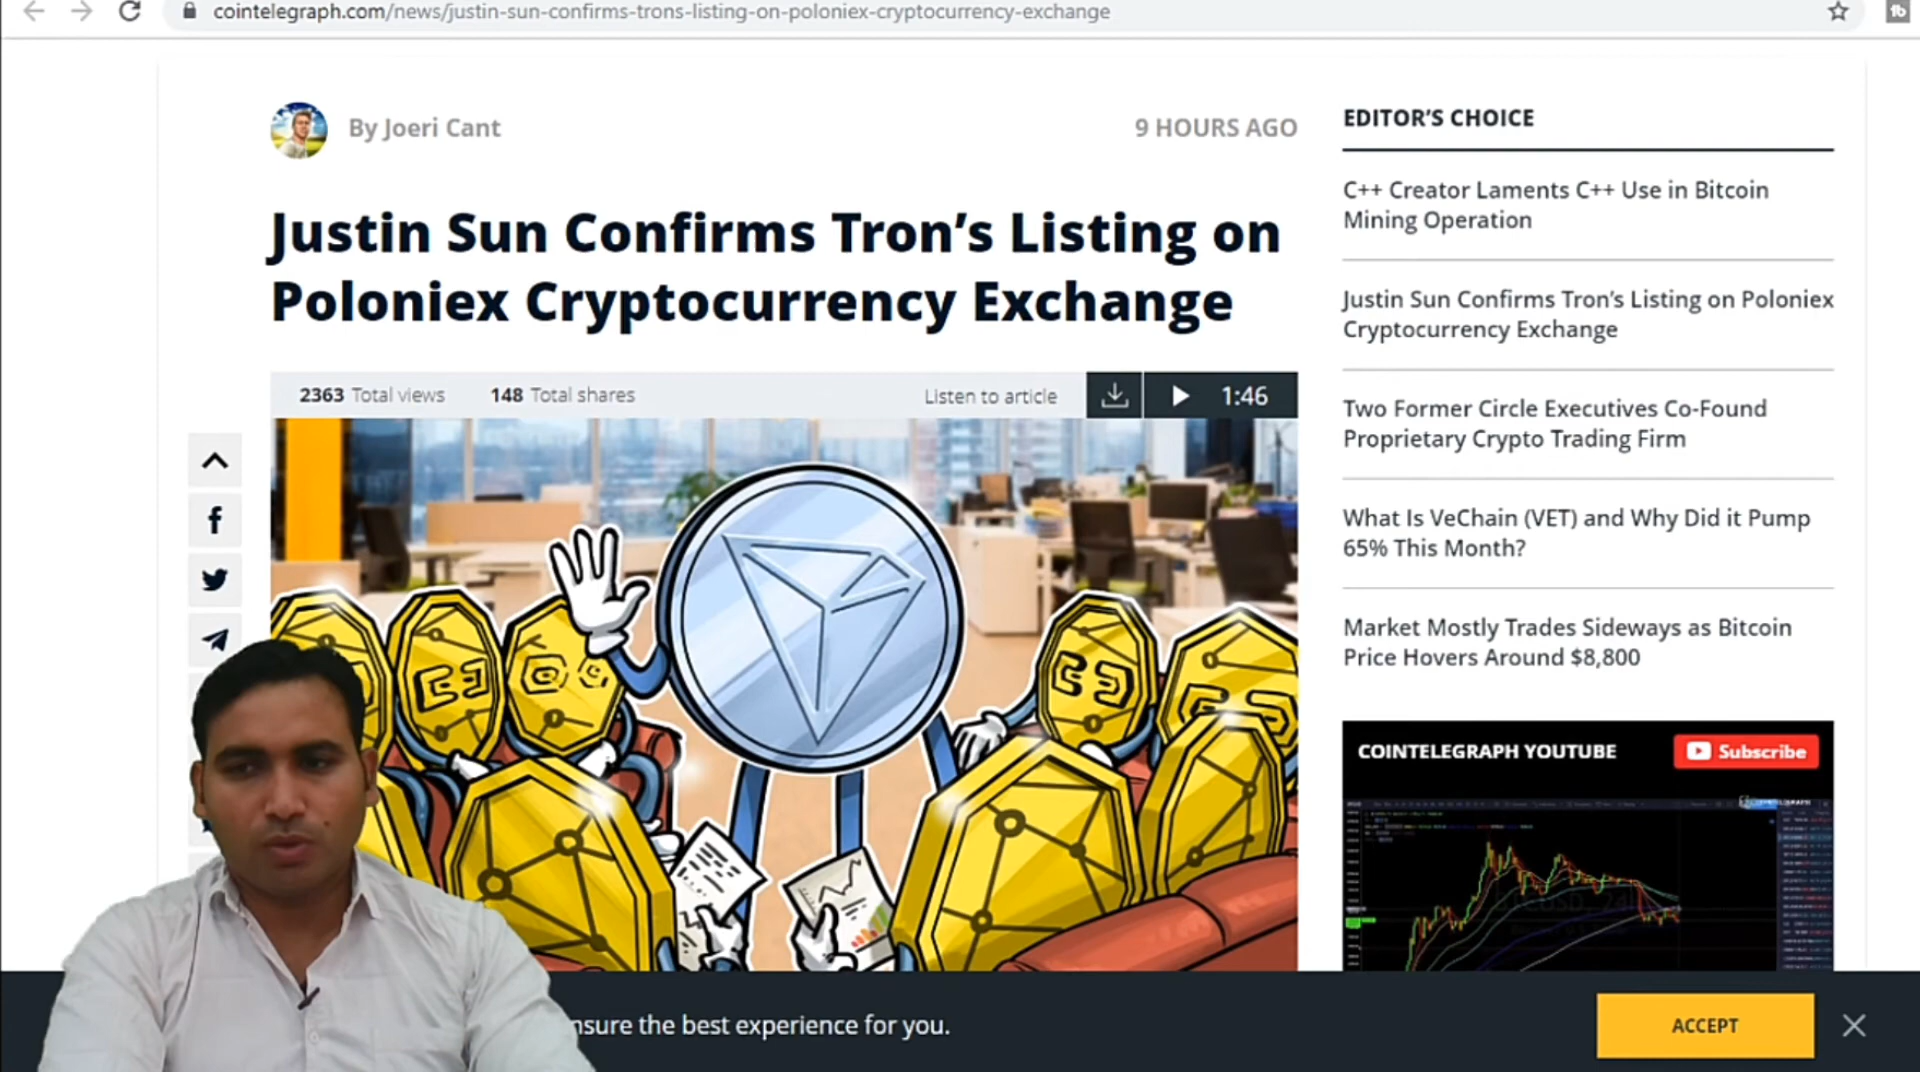 cointelegraph.com/news/justin-sun-confirms-trons-listing-on-poloniex-cryptocurrency-exchange
By Joeri Cant
9 HOURS AGO
Justin Sun Confirms Tron’s Listing on
Poloniex Cryptocurrency Exchange
2363 Total views
148 Total shares
Listen to article
1:46
EDITOR’S CHOICE
C++ Creator Laments C++ Use in Bitcoin
Mining Operation
Justin Sun Confirms Tron’s Listing on Poloniex
Cryptocurrency Exchange
Two Former Circle Executives Co-Found
Proprietary Crypto Trading Firm
What Is VeChain (VET) and Why Did it Pump
65% This Month?
Market Mostly Trades Sideways as Bitcoin
Price Hovers Around $8,800
COINTELEGRAPH YOUTUBE
Subscribe
nsure the best experience for you.
ACCEPT